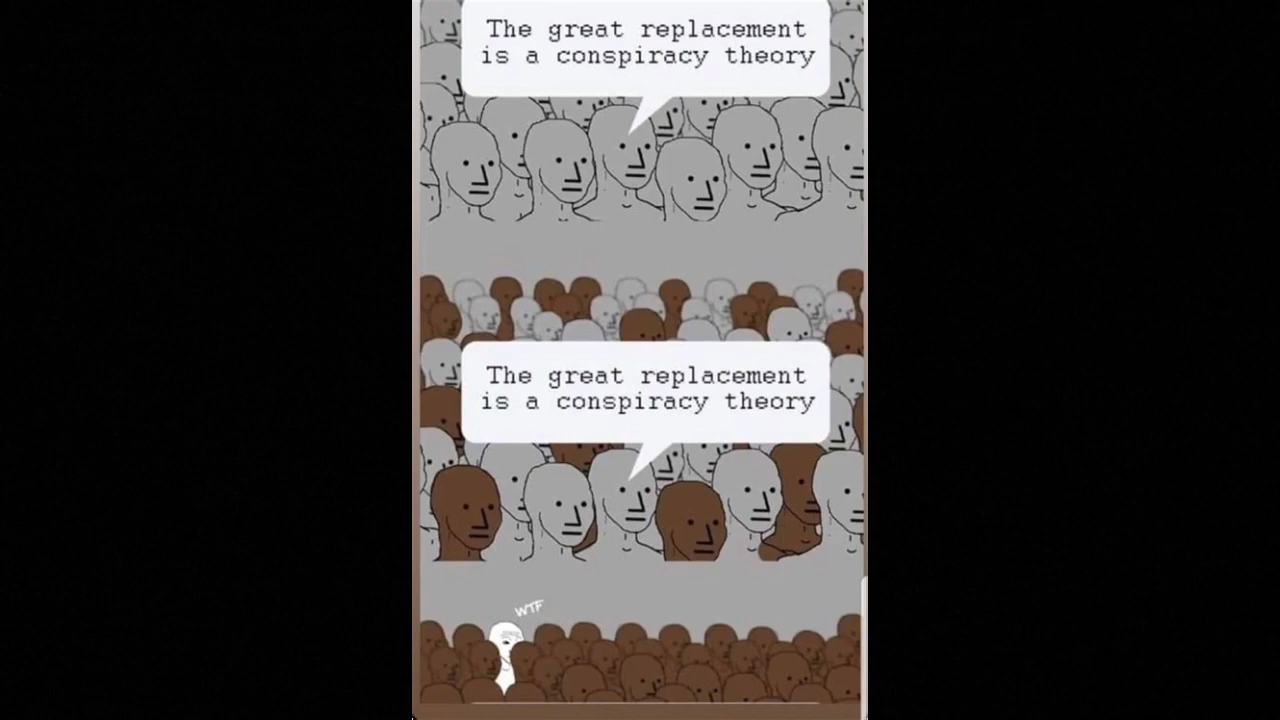 The great replacement
is a conspiracy theory
The great replacement
is a conspiracy theory
WTF